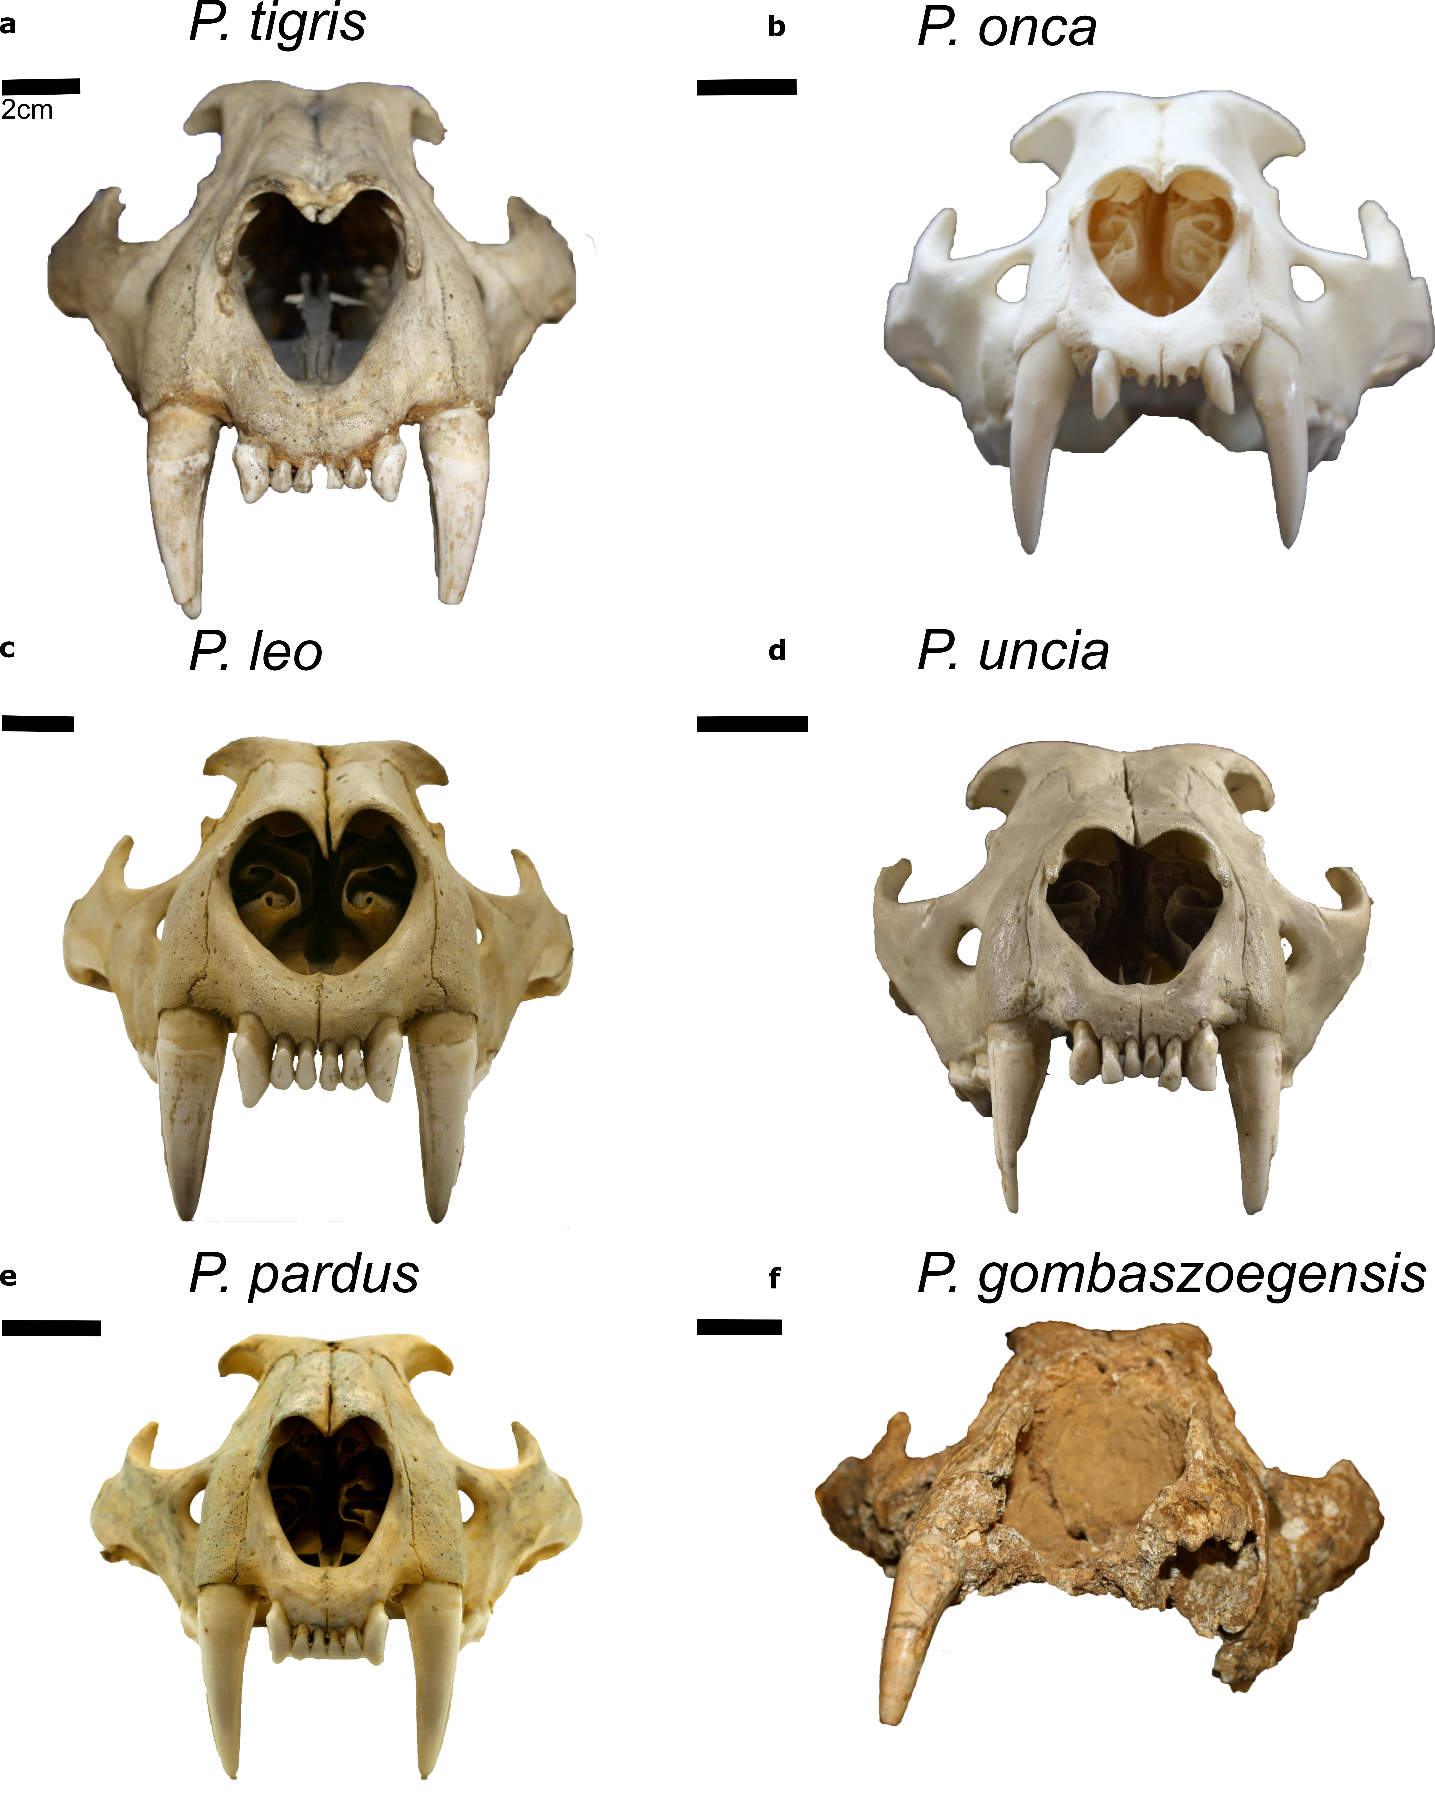 a P. tigris
b P. onca
2cm
c P. leo
d P. uncia
e P. pardus
f P. gombaszoegensis